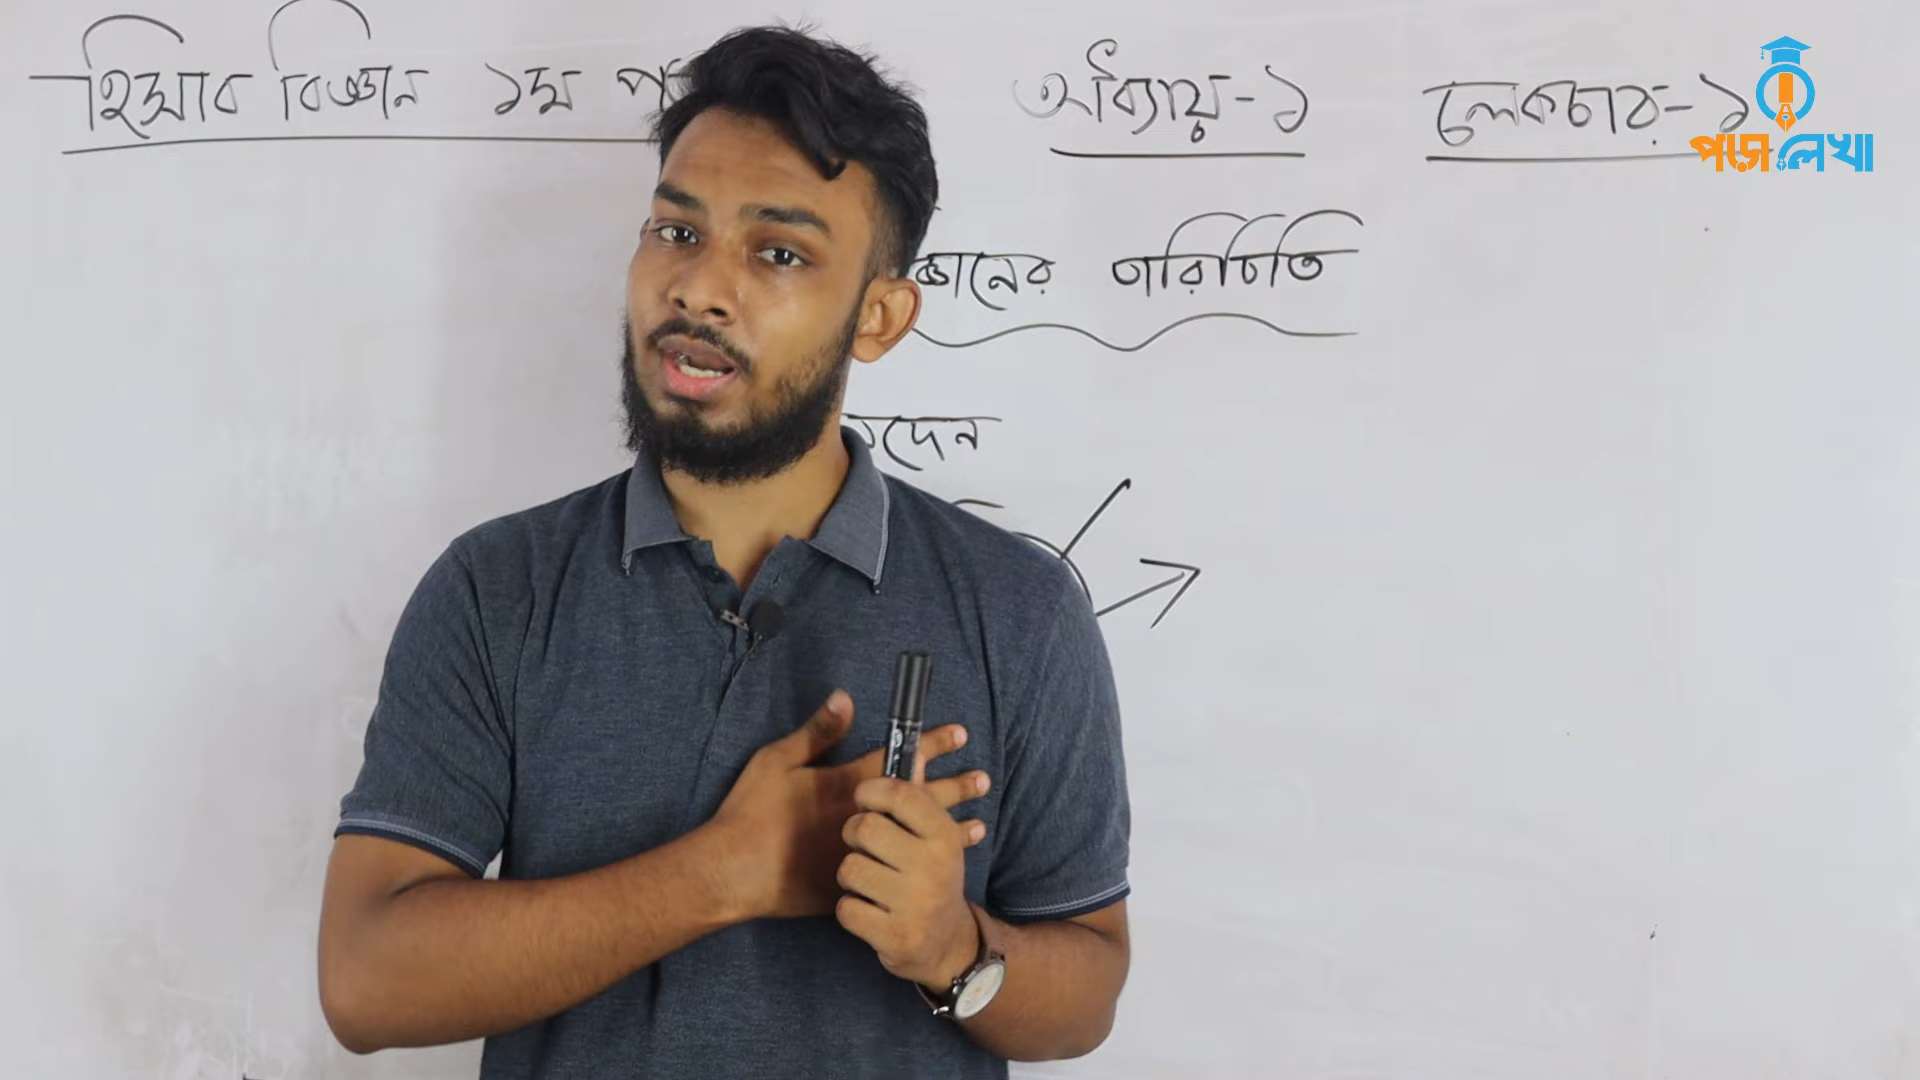 হিসাব বিজ্ঞান ১ম অধ্যায়-১ লেকচার-১
পড়ালেখা
পরিচিতি